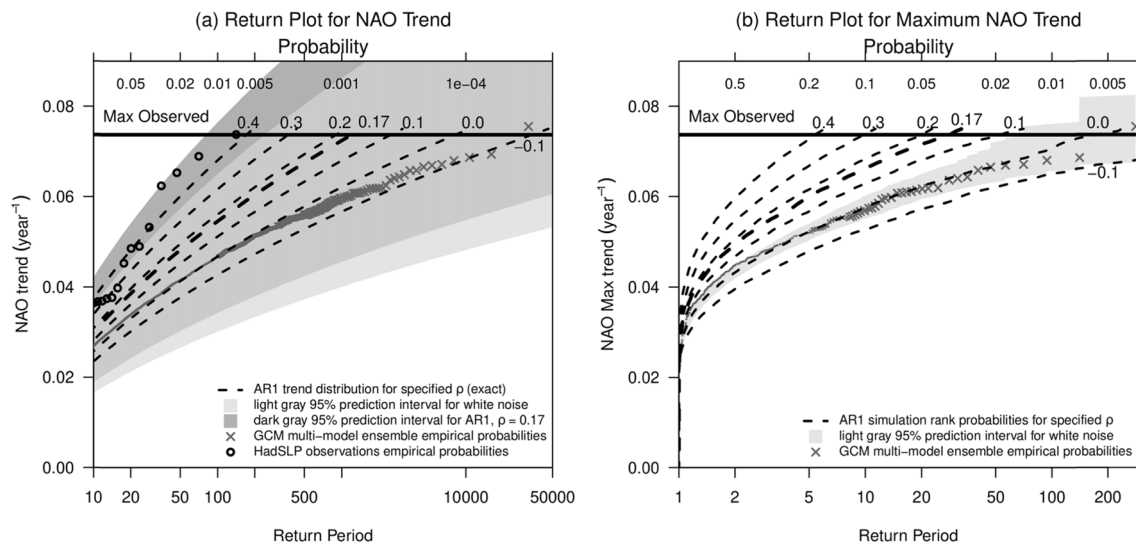 (a) Return Plot for NAO Trend
Probability
0.05 0.02 0.01 0.005 0.001 1e−04
Max Observed
0.4 0.3 0.2 0.17 0.1 0.0
−0.1
0.08
0.06
0.04
0.02
0.00
NAO trend (year⁻¹)
AR1 trend distribution for specified ρ (exact)
light gray 95% prediction interval for white noise
dark gray 95% prediction interval for AR1, ρ = 0.17
GCM multi−model ensemble empirical probabilities
HadSLP observations empirical probabilities
10 20 50 100 500 10000 50000
Return Period
(b) Return Plot for Maximum NAO Trend
Probability
0.5 0.2 0.1 0.05 0.02 0.01 0.005
Max Observed
0.4 0.3 0.2 0.17 0.1 0.0
−0.1
0.08
0.06
0.04
0.02
0.00
NAO Max trend (year⁻¹)
AR1 simulation rank probabilities for specified ρ
light gray 95% prediction interval for white noise
GCM multi−model ensemble empirical probabilities
1 2 5 10 20 50 100 200
Return Period